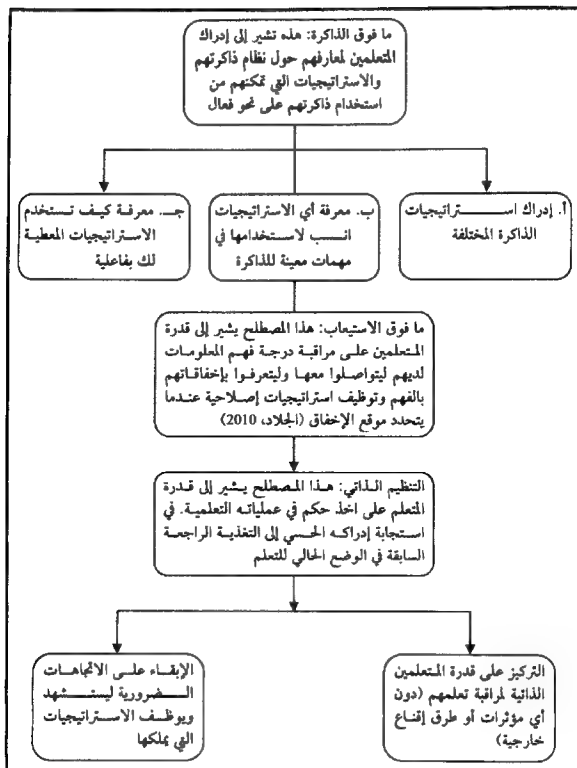 ما فوق الذاكرة: هذه تشير إلى إدراك
المتعلمين لمعارفهم حول نظام ذاكرتهم
والاستراتيجيات التي تمكنهم من
استخدام ذاكرتهم على نحو فعال
أ. إدراك استراتيجيات
الذاكرة المختلفة
ب. معرفة أي الاستراتيجيات
انسب لاستخدامها في
مهمات معينة للذاكرة
جـ. معرفة كيف تستخدم
الاستراتيجيات المعطية
لك بفاعلية
ما فوق الاستيعاب: هذا المصطلح يشير إلى قدرة
المتعلمين على مراقبة درجة فهم المعلومات
لديهم ليتواصلوا معها وليتعرفوا بإخفاقاتهم
بالفهم وتوظيف استراتيجيات إصلاحية عندما
يتحدد موقع الإخفاق (الجلاد، 2010)
التنظيم الذاتي: هذا المصطلح يشير إلى قدرة
المتعلم على اخذ حكم في عملياته التعلمية. في
استجابة إدراكه الحسي إلى التغذية الراجعة
السابقة في الوضع الحالي للتعلم
التركيز على قدرة المتعلمين
الذاتية لمراقبة تعلمهم (دون
أي مؤثرات أو طرق إقناع
خارجية)
الإبقاء على الاتجاهات
الضرورية ليستشهد
ويوظف الاستراتيجيات
التي يملكها